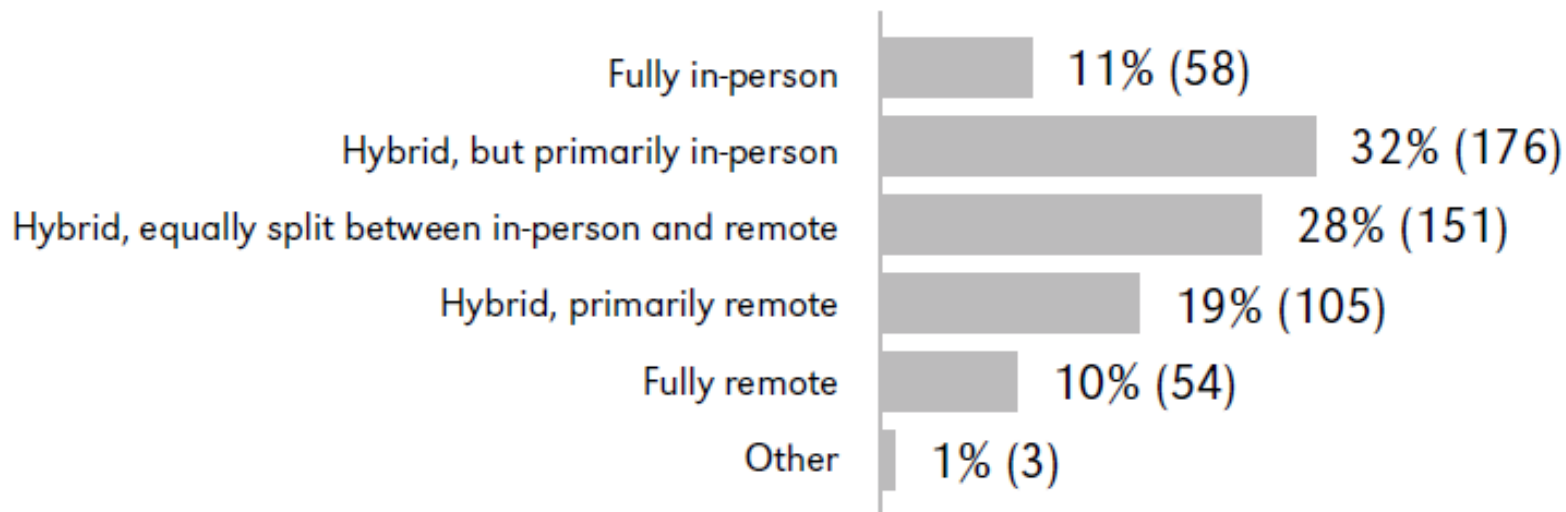 Fully in-person 11% (58)
Hybrid, but primarily in-person 32% (176)
Hybrid, equally split between in-person and remote 28% (151)
Hybrid, primarily remote 19% (105)
Fully remote 10% (54)
Other 1% (3)